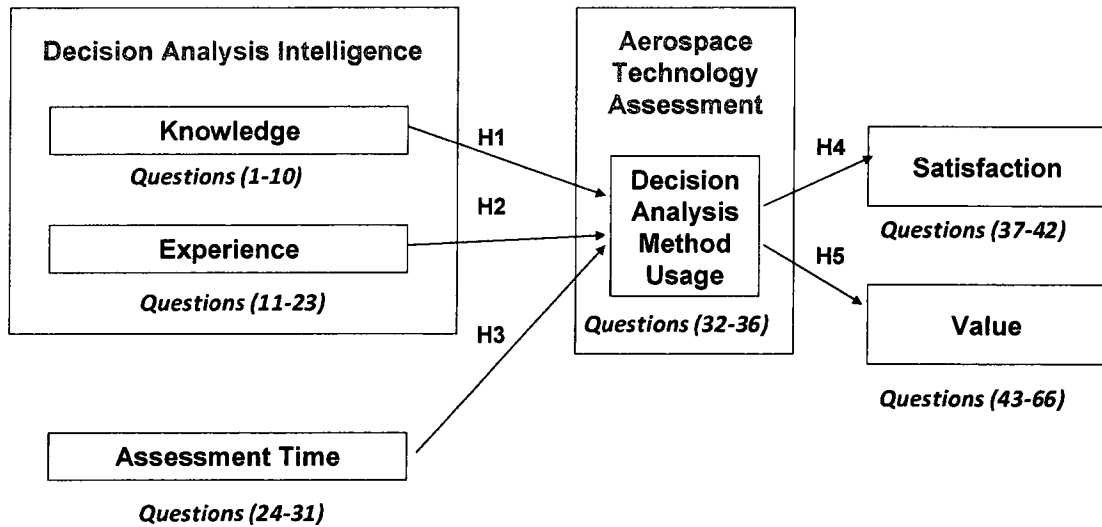 Decision Analysis Intelligence
Knowledge
Questions (1-10)
Experience
Questions (11-23)
Assessment Time
Questions (24-31)
H1
H2
H3
Aerospace
Technology
Assessment
Decision
Analysis
Method
Usage
Questions (32-36)
H4
H5
Satisfaction
Questions (37-42)
Value
Questions (43-66)